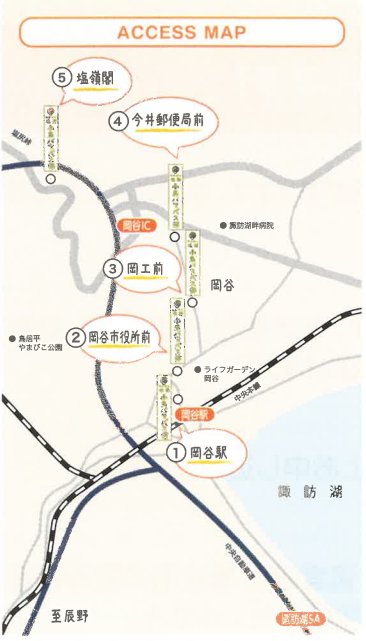 ACCESS MAP
⑤ 塩嶺閣
④ 今井郵便局前
塩尻峠
岡谷IC
諏訪湖畔病院
③ 岡工前
岡谷
② 岡谷市役所前
鳥居平
やまびこ公園
ライフガーデン
岡谷
中央本線
岡谷駅
① 岡谷駅
諏訪湖
中央自動車道
至辰野
諏訪湖SA